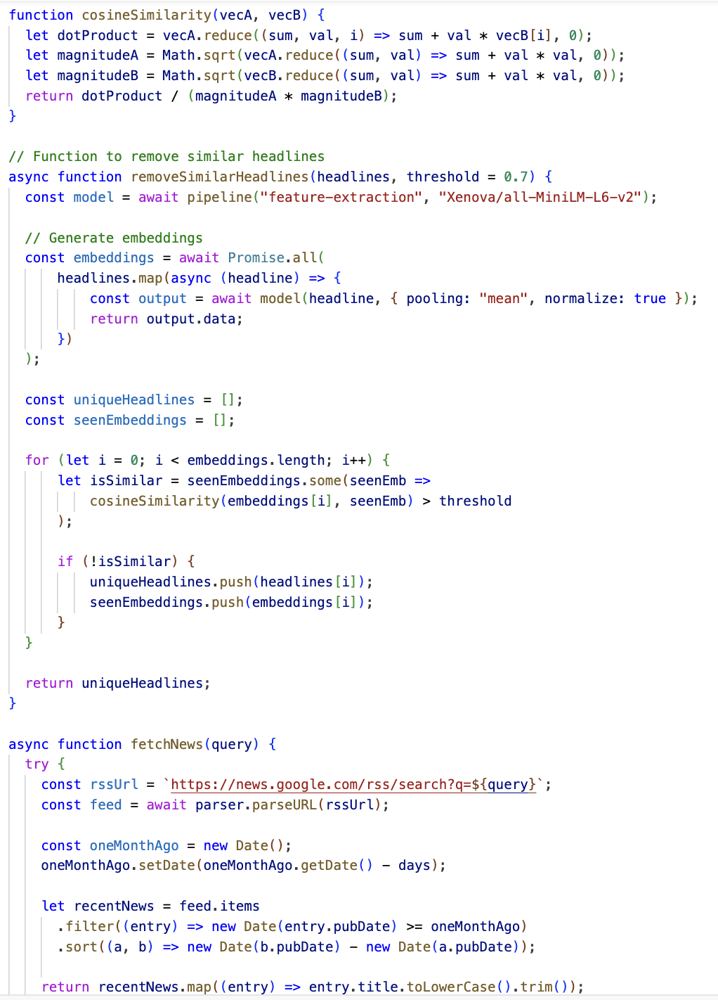 function cosineSimilarity(vecA, vecB) {
  let dotProduct = vecA.reduce((sum, val, i) => sum + val * vecB[i], 0);
  let magnitudeA = Math.sqrt(vecA.reduce((sum, val) => sum + val * val, 0));
  let magnitudeB = Math.sqrt(vecB.reduce((sum, val) => sum + val * val, 0));
  return dotProduct / (magnitudeA * magnitudeB);
}

// Function to remove similar headlines
async function removeSimilarHeadlines(headlines, threshold = 0.7) {
  const model = await pipeline("feature-extraction", "Xenova/all-MiniLM-L6-v2");

  // Generate embeddings
  const embeddings = await Promise.all(
      headlines.map(async (headline) => {
          const output = await model(headline, { pooling: "mean", normalize: true });
          return output.data;
      })
  );

  const uniqueHeadlines = [];
  const seenEmbeddings = [];

  for (let i = 0; i < embeddings.length; i++) {
      let isSimilar = seenEmbeddings.some(seenEmb =>
          cosineSimilarity(embeddings[i], seenEmb) > threshold
      );

      if (!isSimilar) {
          uniqueHeadlines.push(headlines[i]);
          seenEmbeddings.push(embeddings[i]);
      }
  }

  return uniqueHeadlines;
}

async function fetchNews(query) {
  try {
    const rssUrl = `https://news.google.com/rss/search?q=${query}`;
    const feed = await parser.parseURL(rssUrl);

    const oneMonthAgo = new Date();
    oneMonthAgo.setDate(oneMonthAgo.getDate() - days);

    let recentNews = feed.items
      .filter((entry) => new Date(entry.pubDate) >= oneMonthAgo)
      .sort((a, b) => new Date(b.pubDate) - new Date(a.pubDate));

    return recentNews.map((entry) => entry.title.toLowerCase().trim());